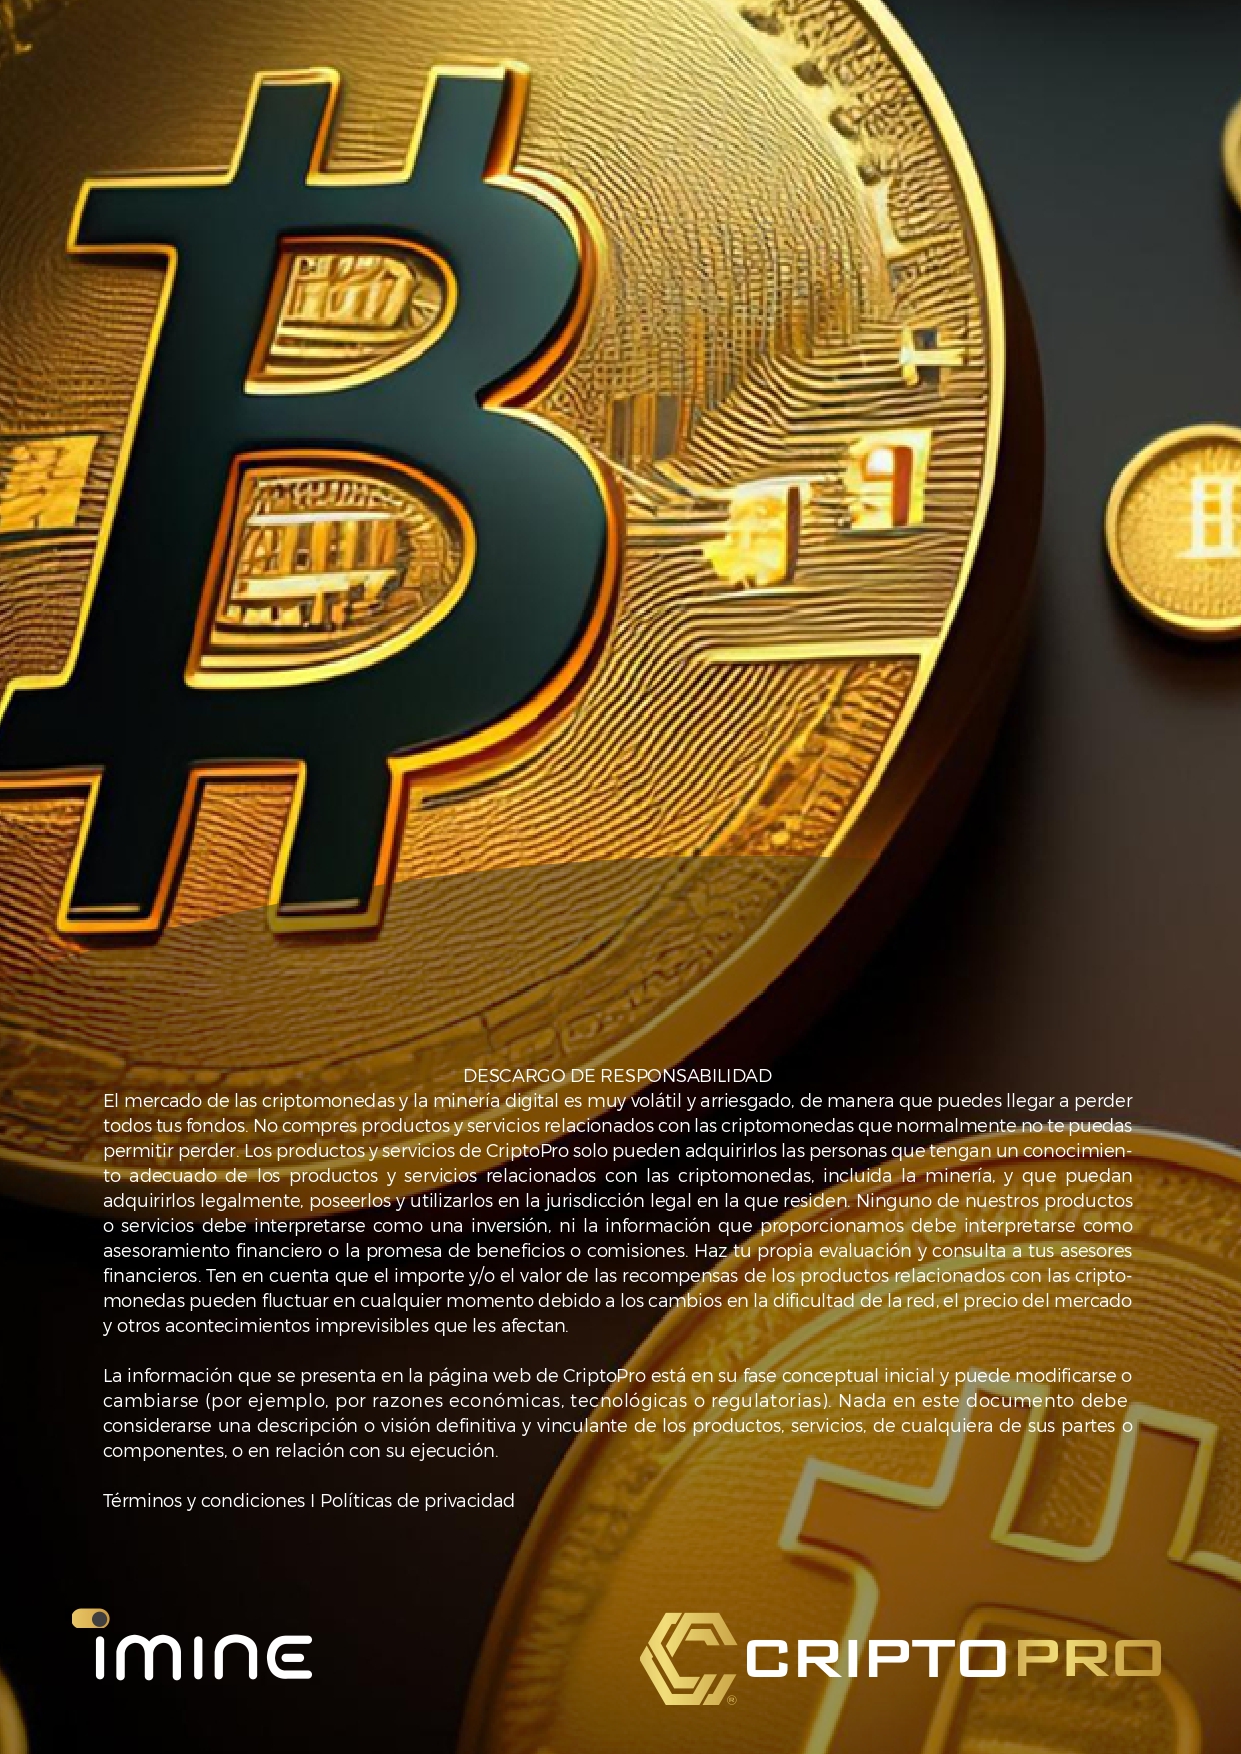 DESCARGO DE RESPONSABILIDAD
El mercado de las criptomonedas y la minería digital es muy volátil y arriesgado, de manera que puedes llegar a perder
todos tus fondos. No compres productos y servicios relacionados con las criptomonedas que normalmente no te puedas
permitir perder. Los productos y servicios de CriptoPro solo pueden adquirirlos las personas que tengan un conocimien-
to adecuado de los productos y servicios relacionados con las criptomonedas, incluida la minería, y que puedan
adquirirlos legalmente, poseerlos y utilizarlos en la jurisdicción legal en la que residen. Ninguno de nuestros productos
o servicios debe interpretarse como una inversión, ni la información que proporcionamos debe interpretarse como
asesoramiento financiero o la promesa de beneficios o comisiones. Haz tu propia evaluación y consulta a tus asesores
financieros. Ten en cuenta que el importe y/o el valor de las recompensas de los productos relacionados con las cripto-
monedas pueden fluctuar en cualquier momento debido a los cambios en la dificultad de la red, el precio del mercado
y otros acontecimientos imprevisibles que les afectan.
La información que se presenta en la página web de CriptoPro está en su fase conceptual inicial y puede modificarse o
cambiarse (por ejemplo, por razones económicas, tecnológicas o regulatorias). Nada en este documento debe
considerarse una descripción o visión definitiva y vinculante de los productos, servicios, de cualquiera de sus partes o
componentes, o en relación con su ejecución.
Términos y condiciones I Políticas de privacidad
imine
CRIPTOPRO
®